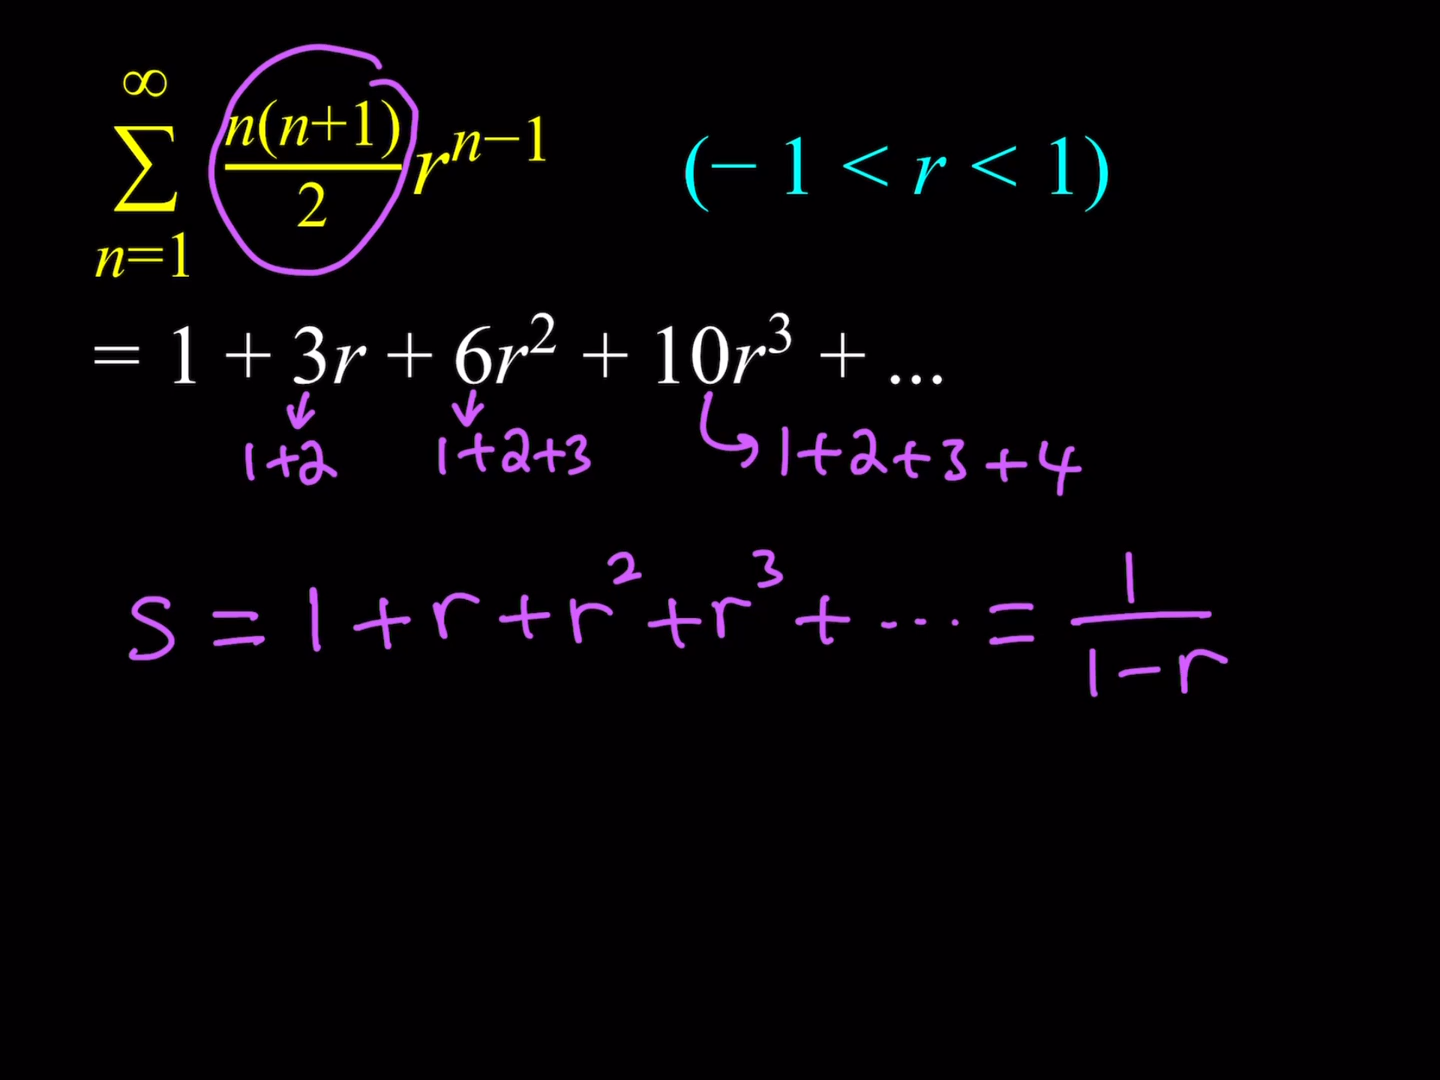 ∞
∑ n(n+1)/2 rⁿ⁻¹ (− 1 < r < 1)
n=1
= 1 + 3r + 6r² + 10r³ + ...
1+2 1+2+3 1+2+3+4
S = 1 + r + r² + r³ + ... = 1/(1−r)